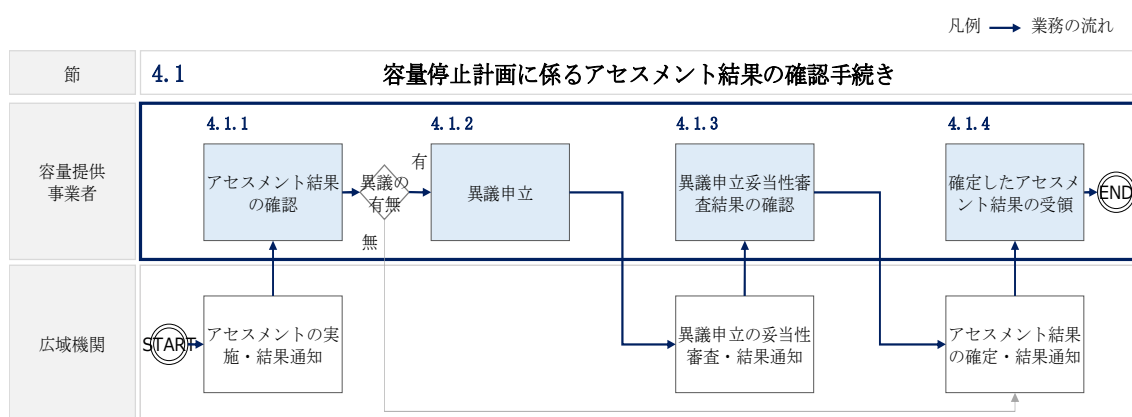 凡例 業務の流れ
節
4.1 容量停止計画に係るアセスメント結果の確認手続き
容量提供
事業者
4.1.1
アセスメント結果
の確認
異議の
有無
有
無
4.1.2
異議申立
4.1.3
異議申立妥当性審
査結果の確認
4.1.4
確定したアセスメ
ント結果の受領
END
広域機関
START
アセスメントの実
施・結果通知
異議申立の妥当性
審査・結果通知
アセスメント結果
の確定・結果通知